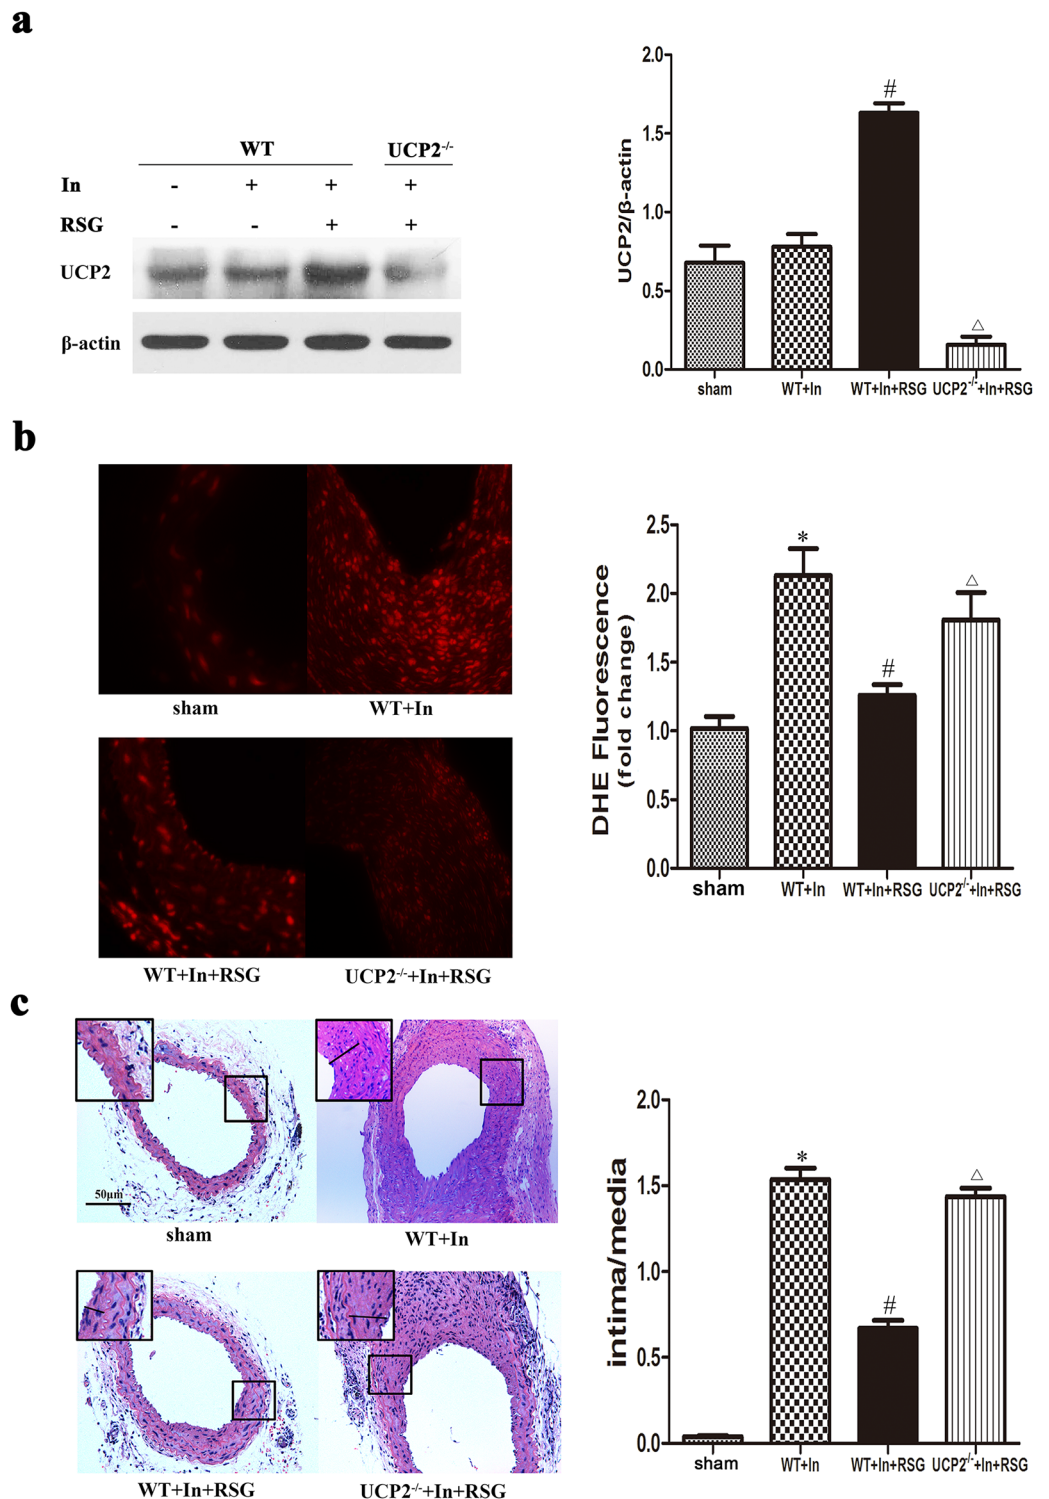 a
WT
UCP2-/-
In - + + +
RSG - - + +
UCP2
β-actin
UCP2/β-actin
2.0
1.5
1.0
0.5
0.0
#
△
sham WT+In WT+In+RSG UCP2-/-+In+RSG
b
sham WT+In
WT+In+RSG UCP2-/-+In+RSG
DHE Fluorescence
(fold change)
2.5
2.0
1.5
1.0
0.5
0.0
*
#
△
sham WT+In WT+In+RSG UCP2-/-+In+RSG
c
50μm
sham WT+In
WT+In+RSG UCP2-/-+In+RSG
intima/media
2.0
1.5
1.0
0.5
0.0
*
#
△
sham WT+In WT+In+RSG UCP2-/-+In+RSG